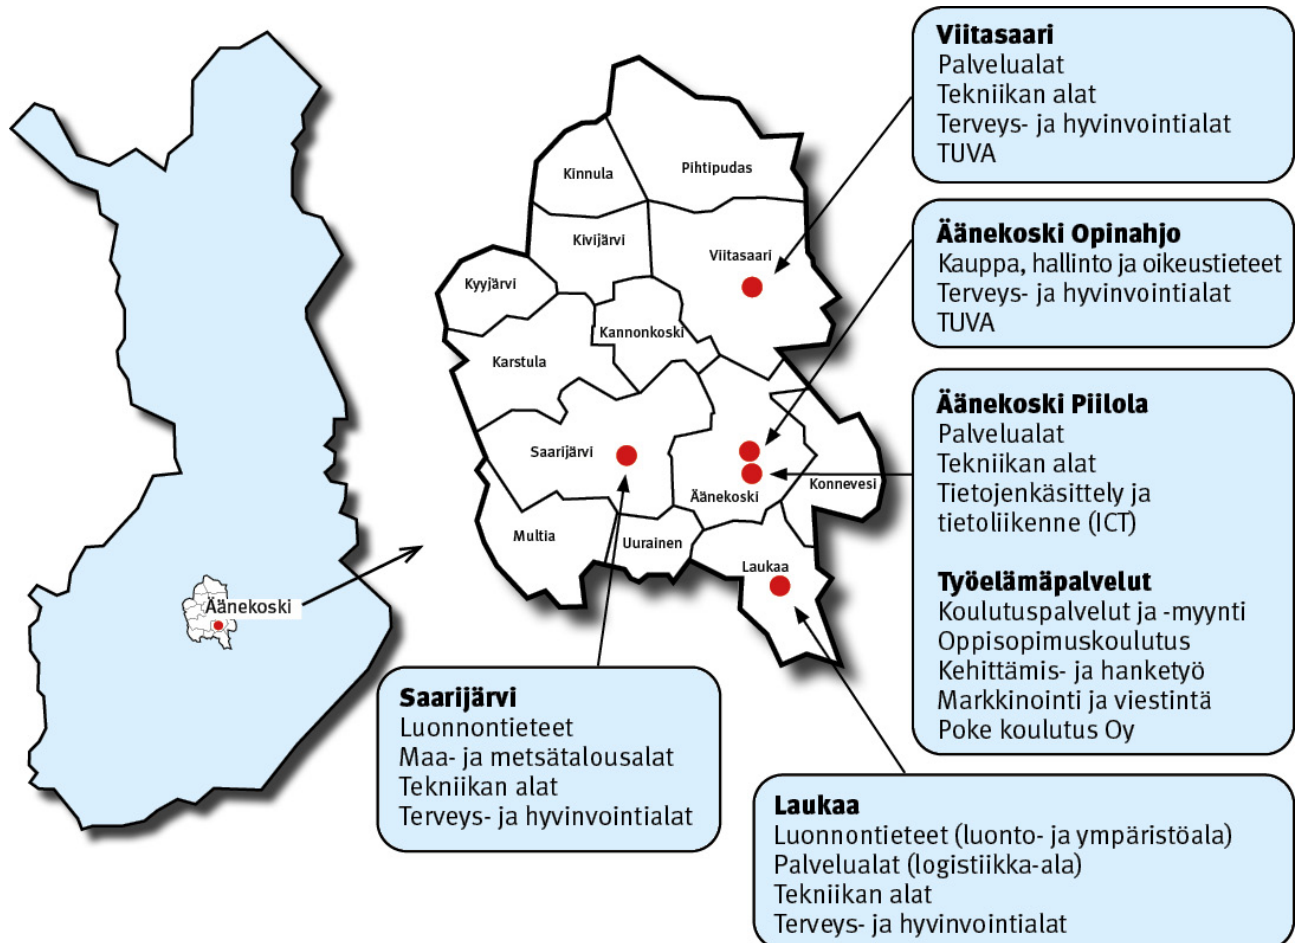 Äänekoski
Kinnula
Pihtipudas
Kivijärvi
Viitasaari
Kyyjärvi
Kannonkoski
Karstula
Saarijärvi
Äänekoski
Konnevesi
Multia
Uurainen
Laukaa
Viitasaari
Palvelualat
Tekniikan alat
Terveys- ja hyvinvointialat
TUVA
Äänekoski Opinahjo
Kauppa, hallinto ja oikeustieteet
Terveys- ja hyvinvointialat
TUVA
Äänekoski Piilola
Palvelualat
Tekniikan alat
Tietojenkäsittely ja
tietoliikenne (ICT)
Työelämäpalvelut
Koulutuspalvelut ja -myynti
Oppisopimuskoulutus
Kehittämis- ja hanketyö
Markkinointi ja viestintä
Poke koulutus Oy
Saarijärvi
Luonnontieteet
Maa- ja metsätalousalat
Tekniikan alat
Terveys- ja hyvinvointialat
Laukaa
Luonnontieteet (luonto- ja ympäristöala)
Palvelualat (logistiikka-ala)
Tekniikan alat
Terveys- ja hyvinvointialat